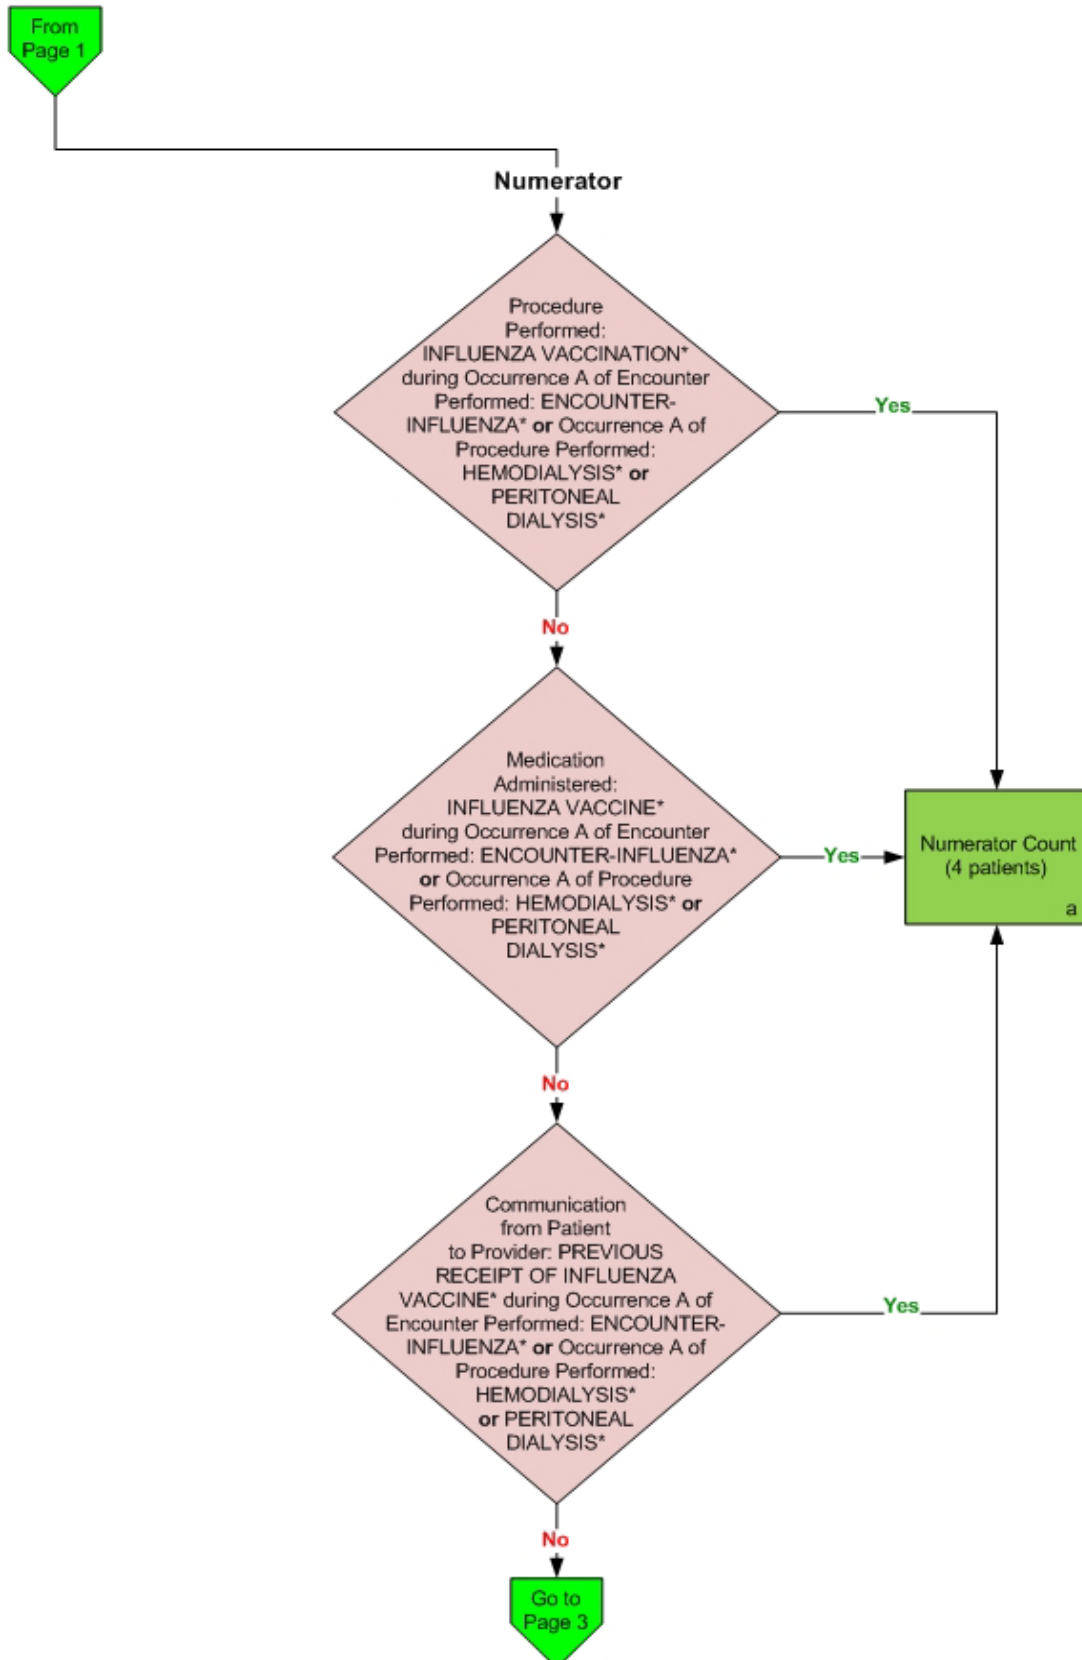 From
Page 1
Numerator
Procedure
Performed:
INFLUENZA VACCINATION*
during Occurrence A of Encounter
Performed: ENCOUNTER-
INFLUENZA* or Occurrence A of
Procedure Performed:
HEMODIALYSIS* or
PERITONEAL
DIALYSIS*
Yes
No
Medication
Administered:
INFLUENZA VACCINE*
during Occurrence A of Encounter
Performed: ENCOUNTER-INFLUENZA*
or Occurrence A of Procedure
Performed: HEMODIALYSIS* or
PERITONEAL
DIALYSIS*
Yes
Numerator Count
(4 patients)
a
No
Communication
from Patient
to Provider: PREVIOUS
RECEIPT OF INFLUENZA
VACCINE* during Occurrence A of
Encounter Performed: ENCOUNTER-
INFLUENZA* or Occurrence A of
Procedure Performed:
HEMODIALYSIS*
or PERITONEAL
DIALYSIS*
Yes
No
Go to
Page 3